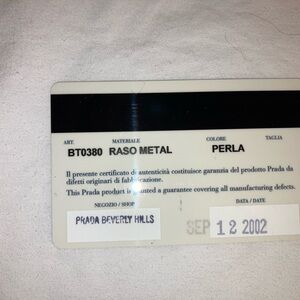 ART. MATERIALE COLORE TAGLIA
BT0380 RASO METAL PERLA
Il presente certificato di autenticità costituisce garanzia del prodotto Prada da
difetti originari di fabbricazione.
This Prada product is granted a guarantee covering all manufacturing defects.
NEGOZIO / SHOP DATA / DATE
PRADA BEVERLY HILLS SEP 12 2002